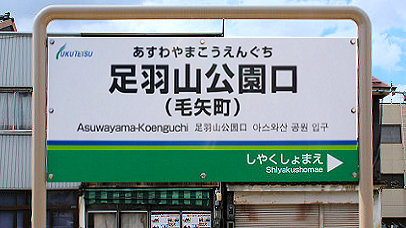 FUKUTETSU
あすわやまこうえんぐち
足羽山公園口
(毛矢町)
Asuwayama-Koenguchi 足羽山公園口 아스와산 공원 입구
しやくしょまえ
Shiyakushomae